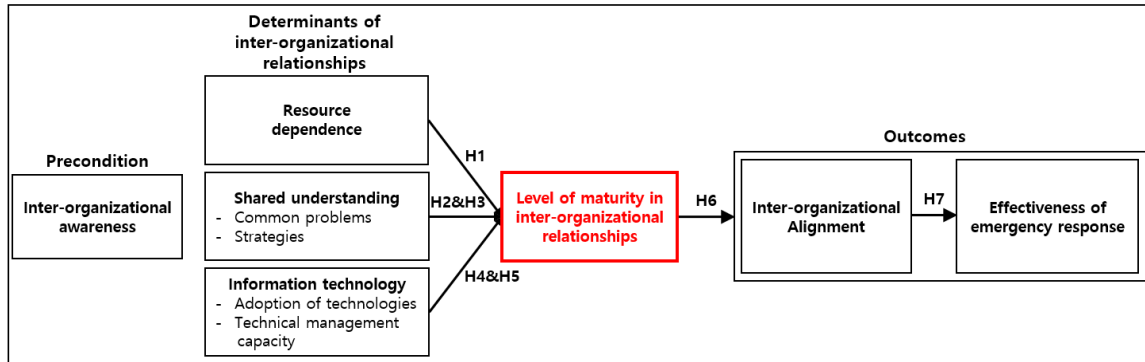 Precondition
Inter-organizational
awareness
Determinants of
inter-organizational
relationships
Resource
dependence
Shared understanding
- Common problems
- Strategies
Information technology
- Adoption of technologies
- Technical management
capacity
H1
H2&H3
H4&H5
Level of maturity in
inter-organizational
relationships
H6
Outcomes
Inter-organizational
Alignment
H7
Effectiveness of
emergency response